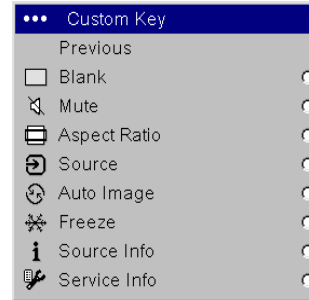 Custom Key
Previous
Blank
Mute
Aspect Ratio
Source
Auto Image
Freeze
Source Info
Service Info